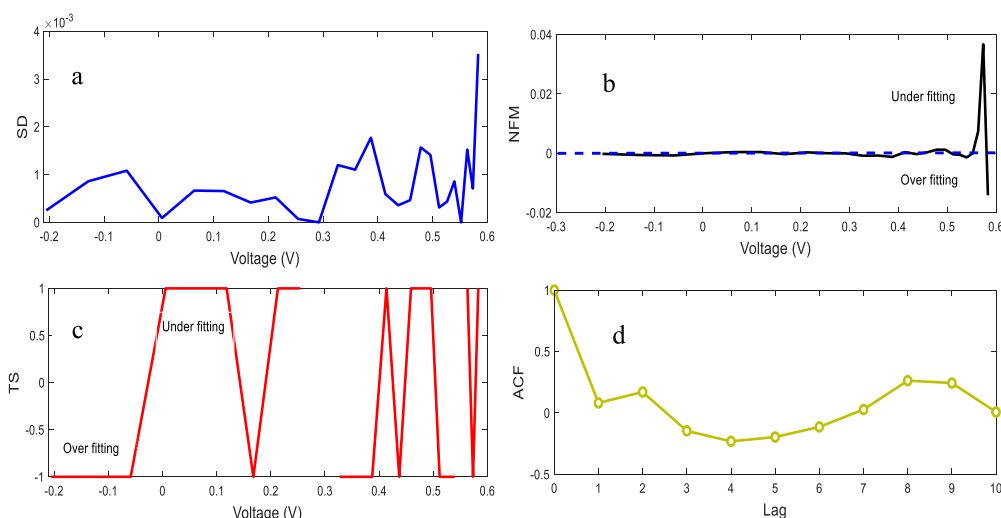 ×10⁻³
4
3
2
1
0
SD
a
-0.2 -0.1 0 0.1 0.2 0.3 0.4 0.5 0.6
Voltage (V)
0.04
0.02
0
-0.02
NFM
b
Under fitting
Over fitting
-0.3 -0.2 -0.1 0 0.1 0.2 0.3 0.4 0.5 0.6
Voltage (V)
1
0.5
0
-0.5
-1
TS
c
Under fitting
Over fitting
-0.2 -0.1 0 0.1 0.2 0.3 0.4 0.5 0.6
Voltage (V)
1
0.5
0
-0.5
ACF
d
0 1 2 3 4 5 6 7 8 9 10
Lag